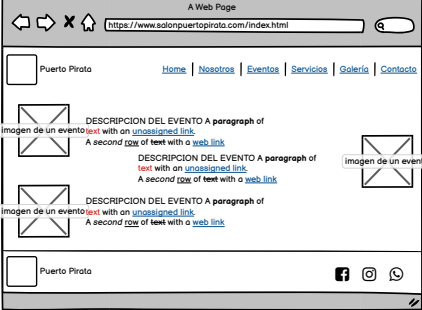 A Web Page
https://www.salonpuertopirata.com/index.html
Puerto Pirata
Home Nosotros Eventos Servicios Galería Contacto
DESCRIPCION DEL EVENTO A paragraph of
imagen de un evento
text with an unassigned link.
A second row of text with a web link
DESCRIPCION DEL EVENTO A paragraph of
text with an unassigned link.
A second row of text with a web link
imagen de un event
DESCRIPCION DEL EVENTO A paragraph of
imagen de un evento
text with an unassigned link.
A second row of text with a web link
Puerto Pirata